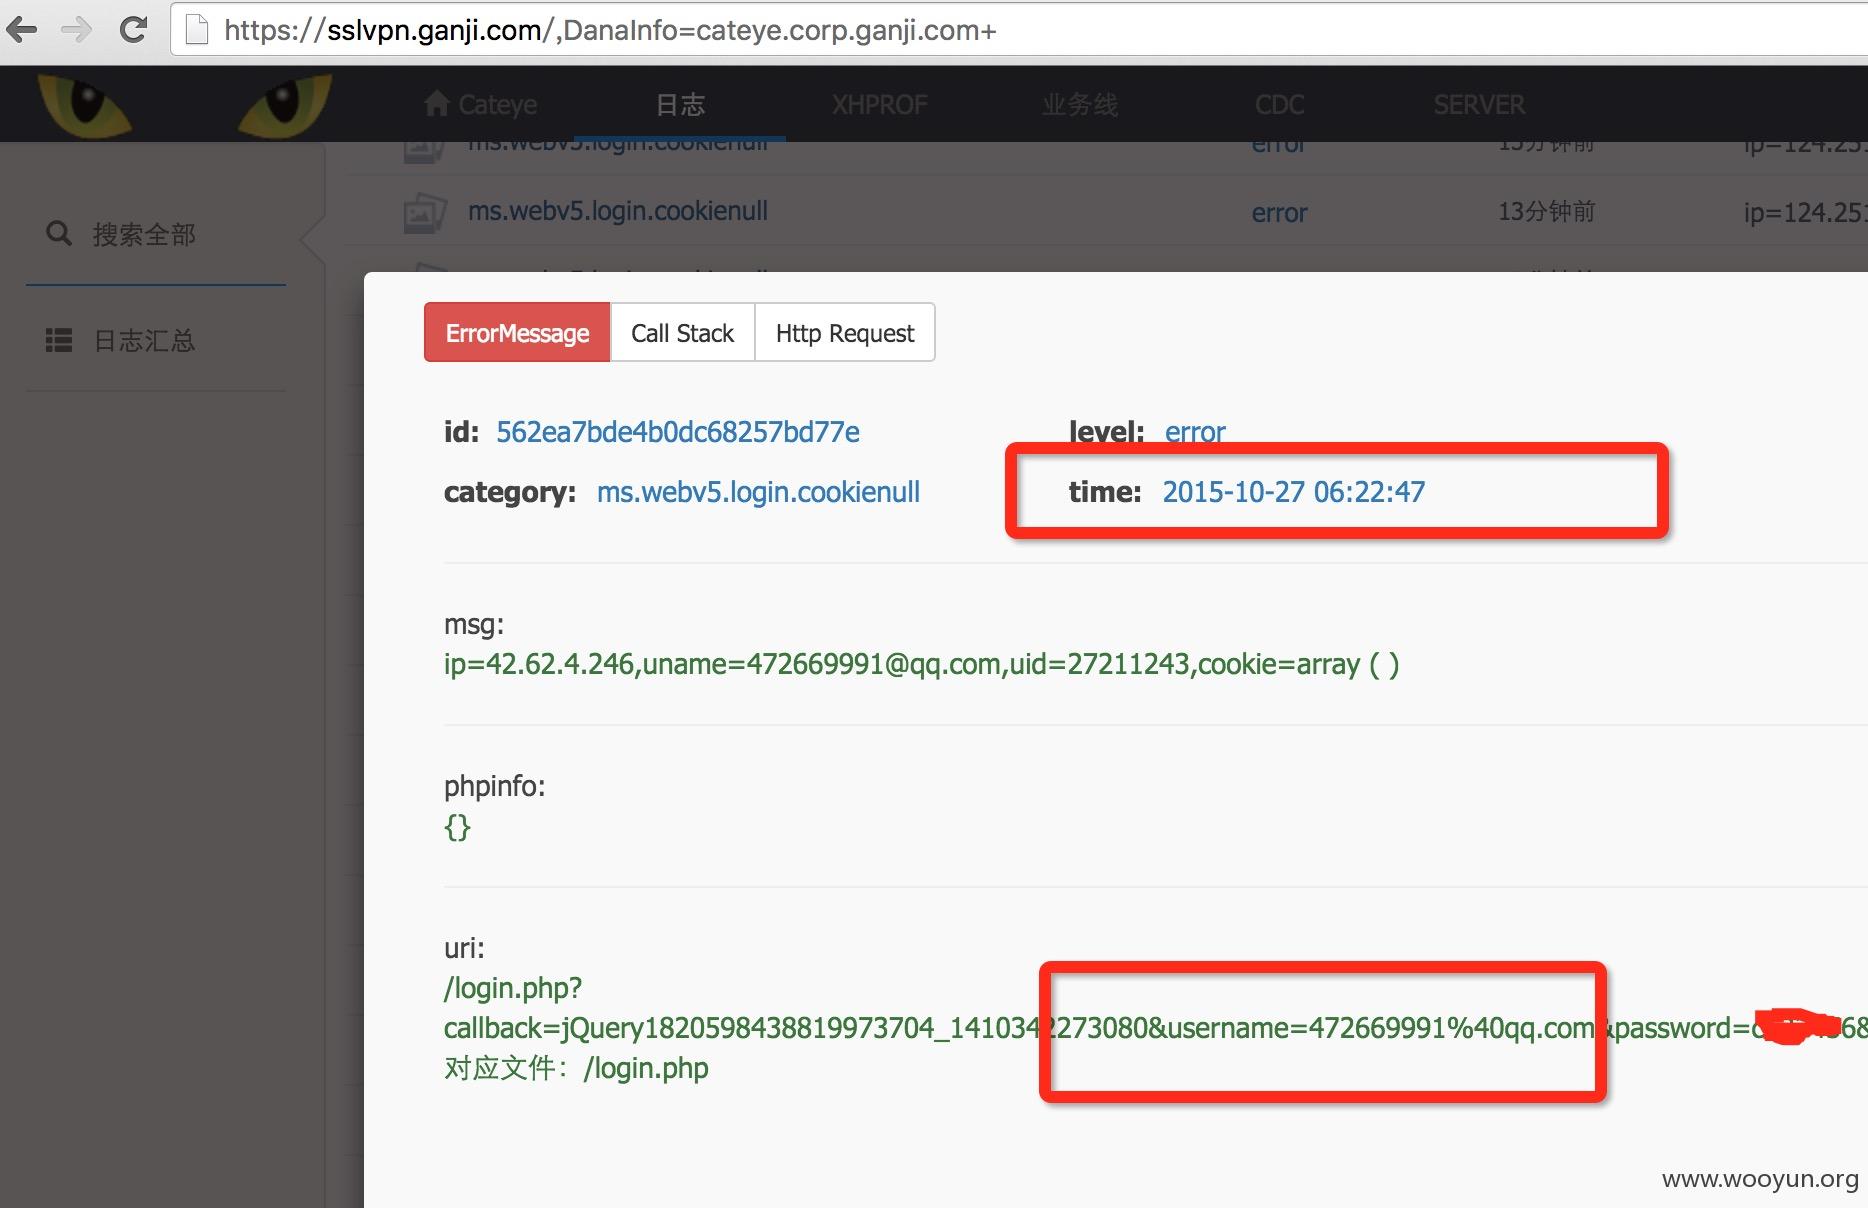 https://sslvpn.ganji.com/,DanaInfo=cateye.corp.ganji.com+
Cateye 日志 XHPROF 业务线 CDC SERVER
ms.webv5.login.cookienull error 15分钟前 ip=124.251
搜索全部 ms.webv5.login.cookienull error 13分钟前 ip=124.251
日志汇总
ErrorMessage Call Stack Http Request
id: 562ea7bde4b0dc68257bd77e level: error
category: ms.webv5.login.cookienull time: 2015-10-27 06:22:47
msg:
ip=42.62.4.246,uname=472669991@qq.com,uid=27211243,cookie=array ( )
phpinfo:
{}
uri:
/login.php?
callback=jQuery1820598438819973704_1410342273080&username=472669991%40qq.com&password=
对应文件：/login.php
www.wooyun.org